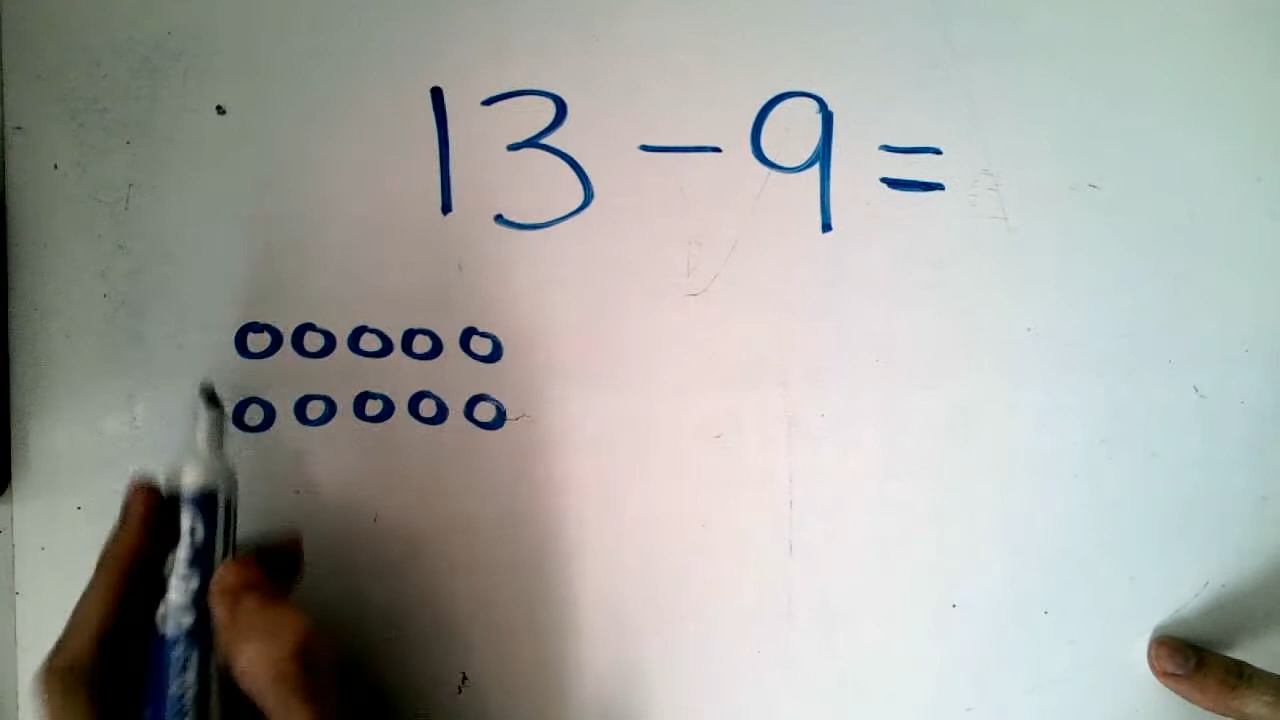 13 - 9 =